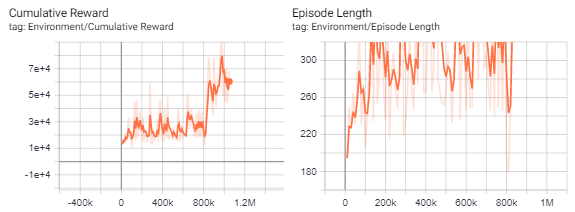 Cumulative Reward
tag: Environment/Cumulative Reward
7e+4
5e+4
3e+4
1e+4
-1e+4
-400k 0 400k 800k 1.2M
Episode Length
tag: Environment/Episode Length
300
260
220
180
0 200k 400k 600k 800k 1M